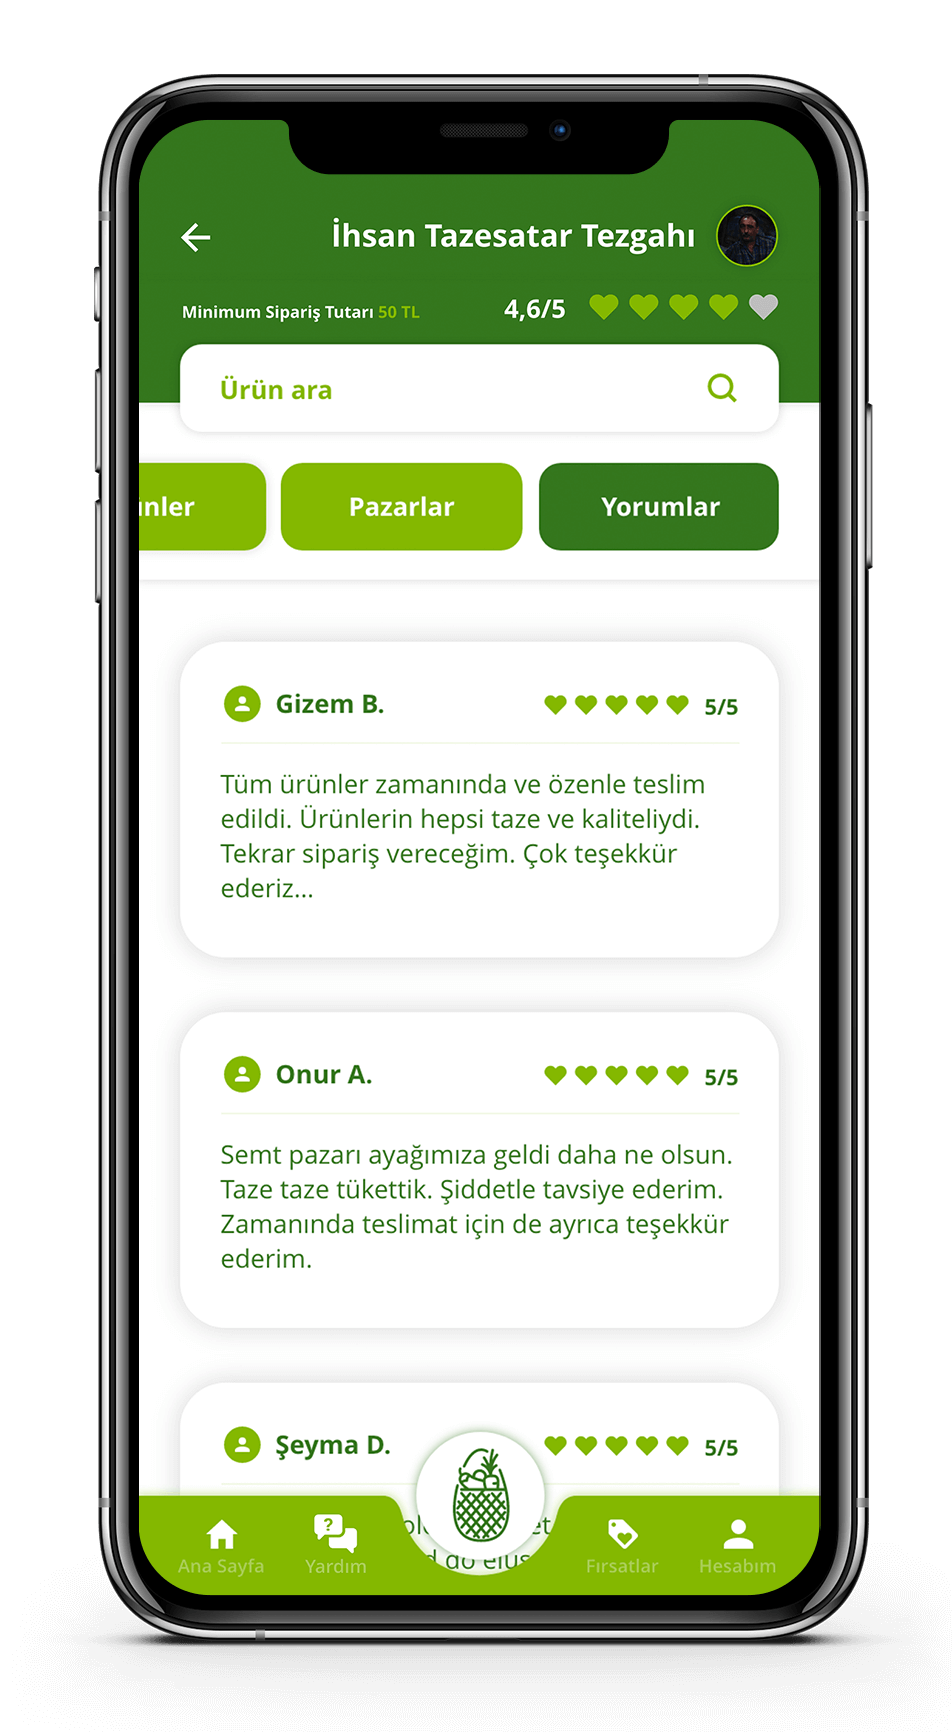 İhsan Tazesatar Tezgahı
Minimum Sipariş Tutarı 50 TL
4,6/5
Ürün ara
Pazarlar
Yorumlar
Gizem B.
5/5
Tüm ürünler zamanında ve özenle teslim
edildi. Ürünlerin hepsi taze ve kaliteliydi.
Tekrar sipariş vereceğim. Çok teşekkür
ederiz...
Onur A.
5/5
Semt pazarı ayağımıza geldi daha ne olsun.
Taze taze tükettik. Şiddetle tavsiye ederim.
Zamanında teslimat için de ayrıca teşekkür
ederim.
Şeyma D.
5/5
?
Ana Sayfa
Yardım
Fırsatlar
Hesabım